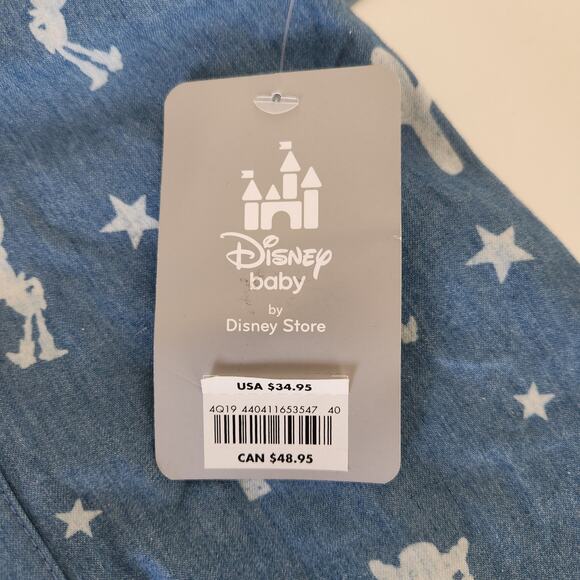 Disney
baby
by
Disney Store
USA $34.95
4Q19 440411653547 40
CAN $48.95